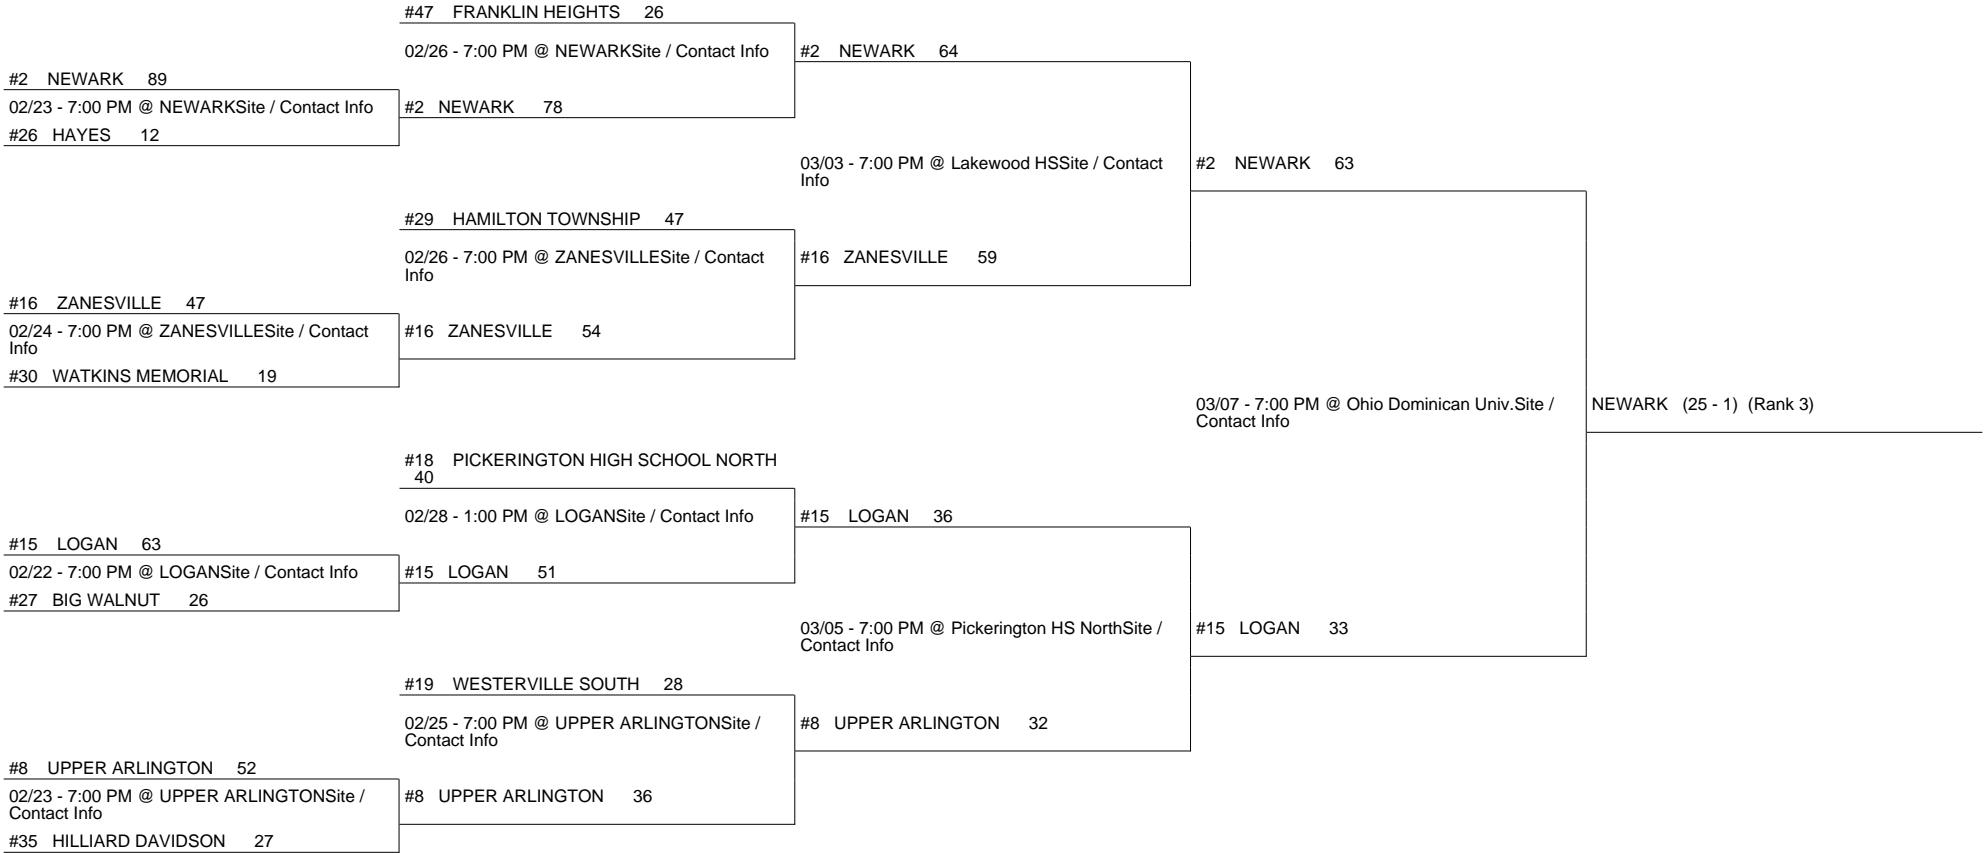 #47 FRANKLIN HEIGHTS 26
02/26 - 7:00 PM @ NEWARKSite / Contact Info
#2 NEWARK 64
#2 NEWARK 89
02/23 - 7:00 PM @ NEWARKSite / Contact Info
#2 NEWARK 78
#26 HAYES 12
03/03 - 7:00 PM @ Lakewood HSSite / Contact
Info
#2 NEWARK 63
#29 HAMILTON TOWNSHIP 47
02/26 - 7:00 PM @ ZANESVILLESite / Contact
Info
#16 ZANESVILLE 59
#16 ZANESVILLE 47
02/24 - 7:00 PM @ ZANESVILLESite / Contact
Info
#16 ZANESVILLE 54
#30 WATKINS MEMORIAL 19
03/07 - 7:00 PM @ Ohio Dominican Univ.Site /
Contact Info
NEWARK (25 - 1) (Rank 3)
#18 PICKERINGTON HIGH SCHOOL NORTH
40
02/28 - 1:00 PM @ LOGANSite / Contact Info
#15 LOGAN 36
#15 LOGAN 63
02/22 - 7:00 PM @ LOGANSite / Contact Info
#15 LOGAN 51
#27 BIG WALNUT 26
03/05 - 7:00 PM @ Pickerington HS NorthSite /
Contact Info
#15 LOGAN 33
#19 WESTERVILLE SOUTH 28
02/25 - 7:00 PM @ UPPER ARLINGTONSite /
Contact Info
#8 UPPER ARLINGTON 32
#8 UPPER ARLINGTON 52
02/23 - 7:00 PM @ UPPER ARLINGTONSite /
Contact Info
#8 UPPER ARLINGTON 36
#35 HILLIARD DAVIDSON 27